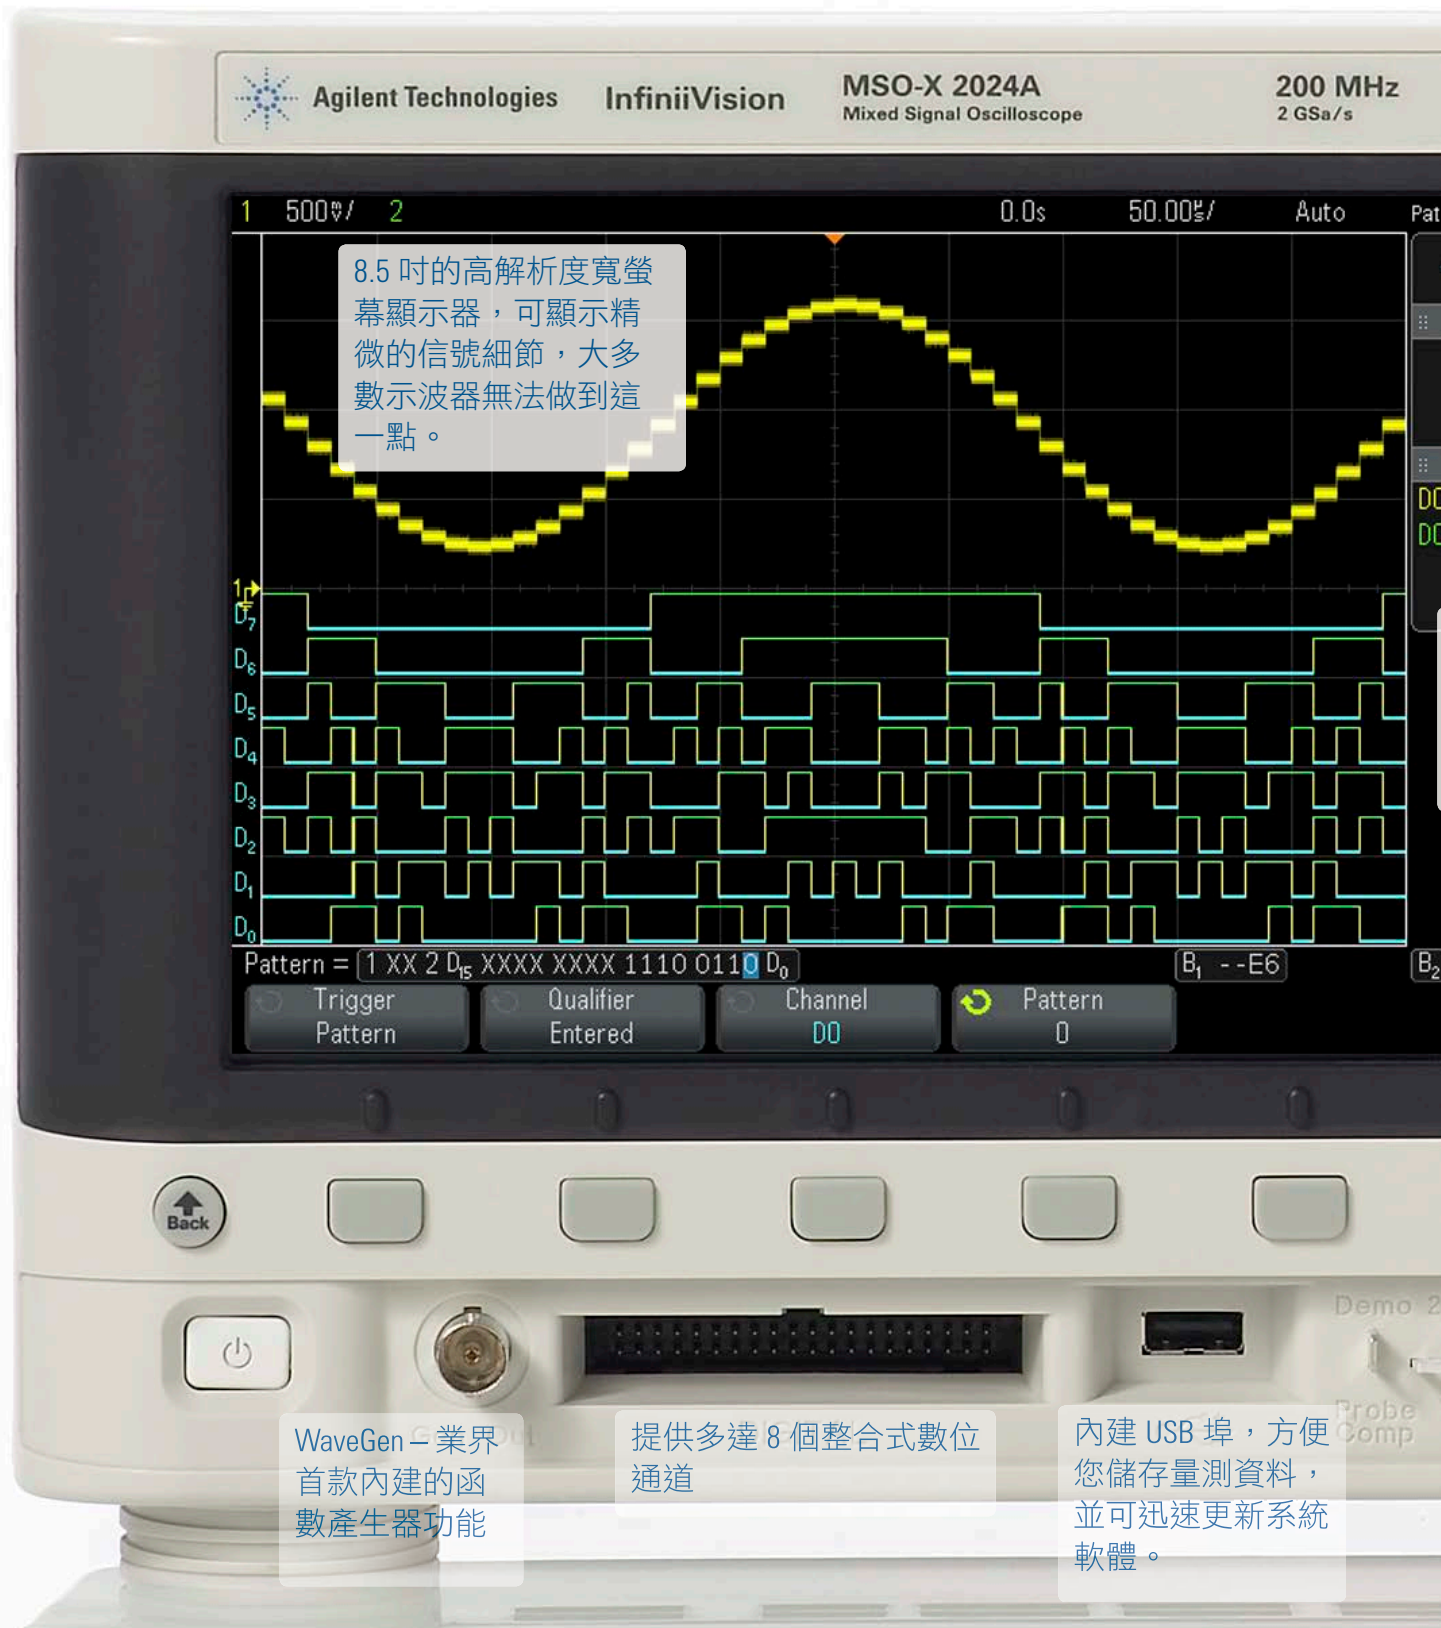 Agilent Technologies InfiniiVision MSO-X 2024A 200 MHz
Mixed Signal Oscilloscope 2 GSa/s
1 500mV/ 2 0.0s 50.00µs/ Auto Pat
8.5 吋的高解析度寬螢
幕顯示器，可顯示精
微的信號細節，大多
數示波器無法做到這
一點。
D0
D0
1
D7
D6
D5
D4
D3
D2
D1
D0
Pattern = 1 XX 2 D15 XXXX XXXX 1110 0110 D0 B1 --E6 B2
Trigger Qualifier Channel Pattern
Pattern Entered D0 0
Back
Demo 2
Probe
Comp
WaveGen – 業界
首款內建的函
數產生器功能
提供多達 8 個整合式數位
通道
內建 USB 埠，方便
您儲存量測資料，
並可迅速更新系統
軟體。